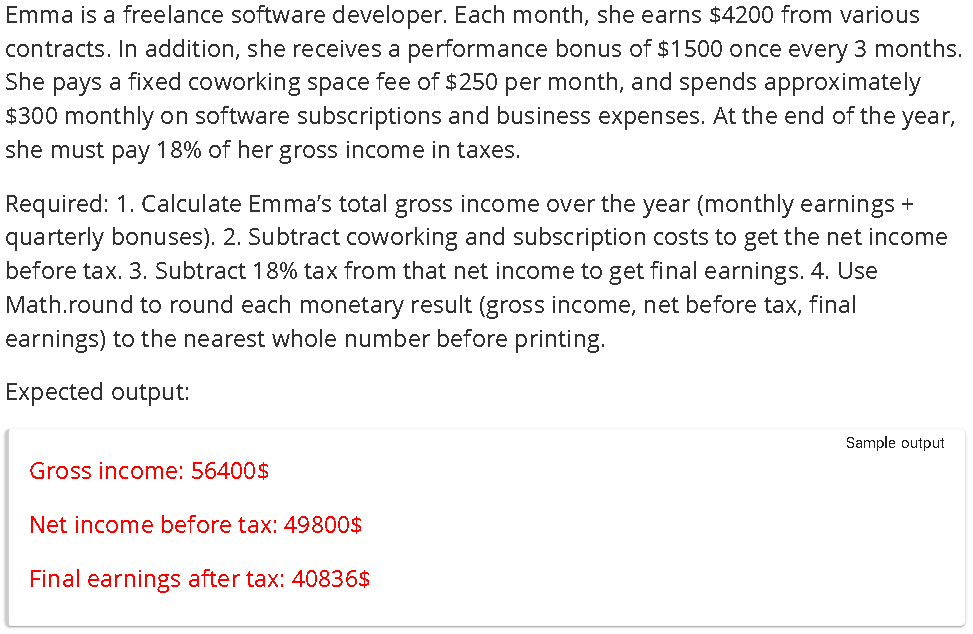 Emma is a freelance software developer. Each month, she earns $4200 from various
contracts. In addition, she receives a performance bonus of $1500 once every 3 months.
She pays a fixed coworking space fee of $250 per month, and spends approximately
$300 monthly on software subscriptions and business expenses. At the end of the year,
she must pay 18% of her gross income in taxes.
Required: 1. Calculate Emma’s total gross income over the year (monthly earnings +
quarterly bonuses). 2. Subtract coworking and subscription costs to get the net income
before tax. 3. Subtract 18% tax from that net income to get final earnings. 4. Use
Math.round to round each monetary result (gross income, net before tax, final
earnings) to the nearest whole number before printing.
Expected output:
Sample output
Gross income: 56400$
Net income before tax: 49800$
Final earnings after tax: 40836$